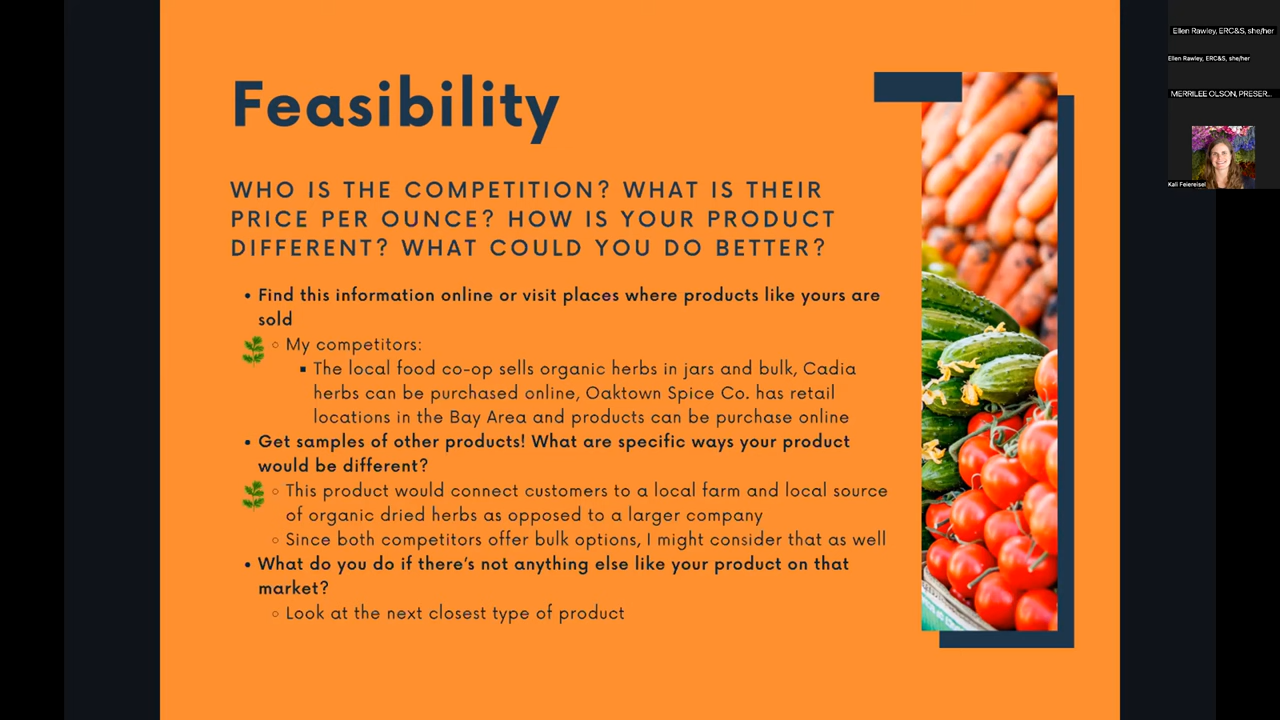 Feasibility
WHO IS THE COMPETITION? WHAT IS THEIR
PRICE PER OUNCE? HOW IS YOUR PRODUCT
DIFFERENT? WHAT COULD YOU DO BETTER?
• Find this information online or visit places where products like yours are
sold
○ My competitors:
▪ The local food co-op sells organic herbs in jars and bulk, Cadia
herbs can be purchased online, Oaktown Spice Co. has retail
locations in the Bay Area and products can be purchase online
• Get samples of other products! What are specific ways your product
would be different?
○ This product would connect customers to a local farm and local source
of organic dried herbs as opposed to a larger company
○ Since both competitors offer bulk options, I might consider that as well
• What do you do if there’s not anything else like your product on that
market?
○ Look at the next closest type of product
Ellen Rawley, ERC&S, she/her
Ellen Rawley, ERC&S, she/her
MERRILEE OLSON, PRESER...
Kali Feiereisel